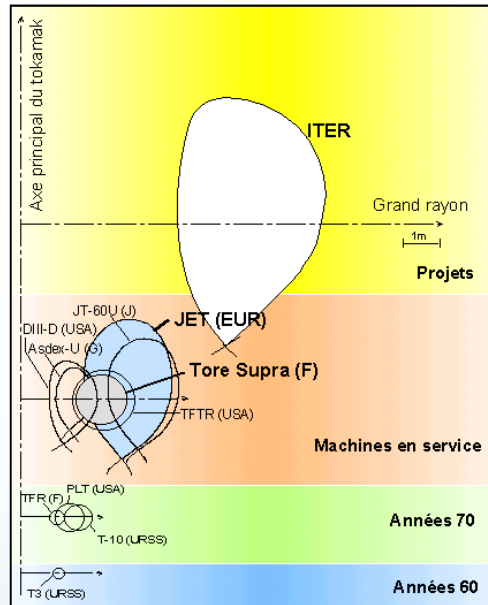 Axe principal du tokamak
ITER
Grand rayon
1m
Projets
JT-60U (J)
JET (EUR)
DIII-D (USA)
Asdex-U (G)
Tore Supra (F)
TFTR (USA)
Machines en service
PLT (USA)
TFR (F)
Années 70
T-10 (URSS)
T3 (URSS)
Années 60